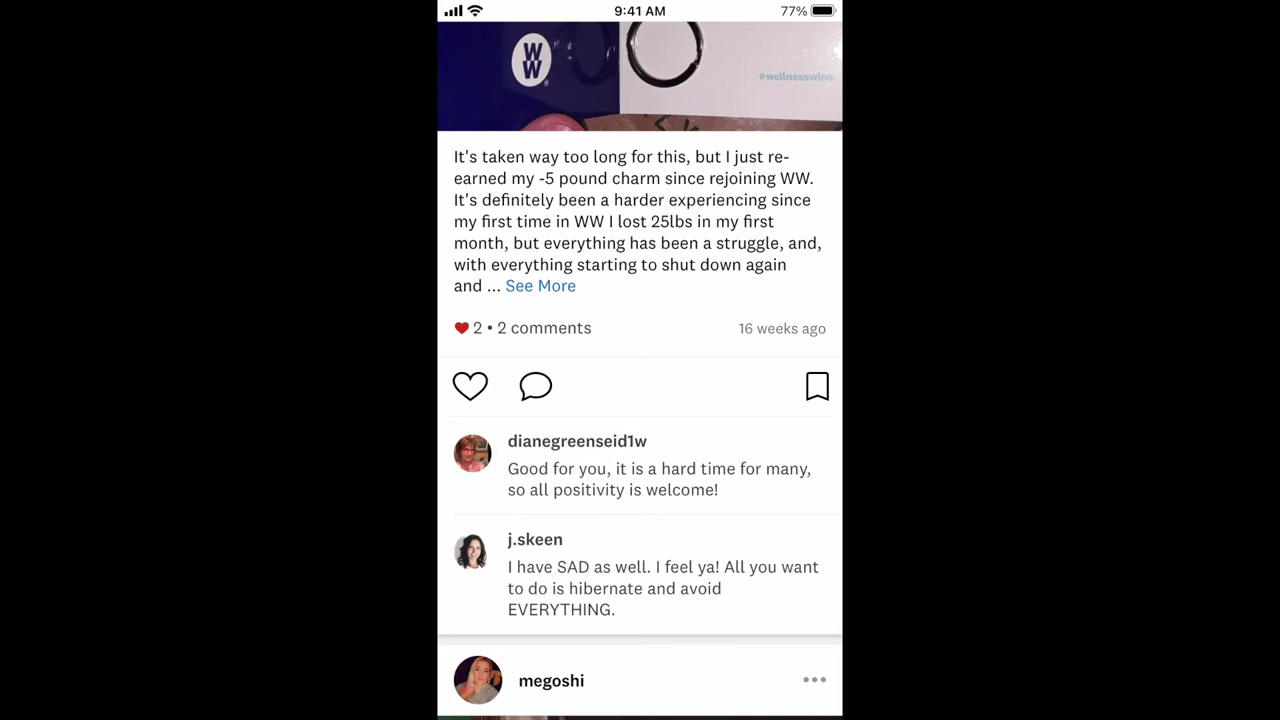 9:41 AM
77%
W
W
#wellnesswins
It's taken way too long for this, but I just re-
earned my -5 pound charm since rejoining WW.
It's definitely been a harder experiencing since
my first time in WW I lost 25lbs in my first
month, but everything has been a struggle, and,
with everything starting to shut down again
and ... See More
2 • 2 comments
16 weeks ago
dianegreenseid1w
Good for you, it is a hard time for many,
so all positivity is welcome!
j.skeen
I have SAD as well. I feel ya! All you want
to do is hibernate and avoid
EVERYTHING.
megoshi